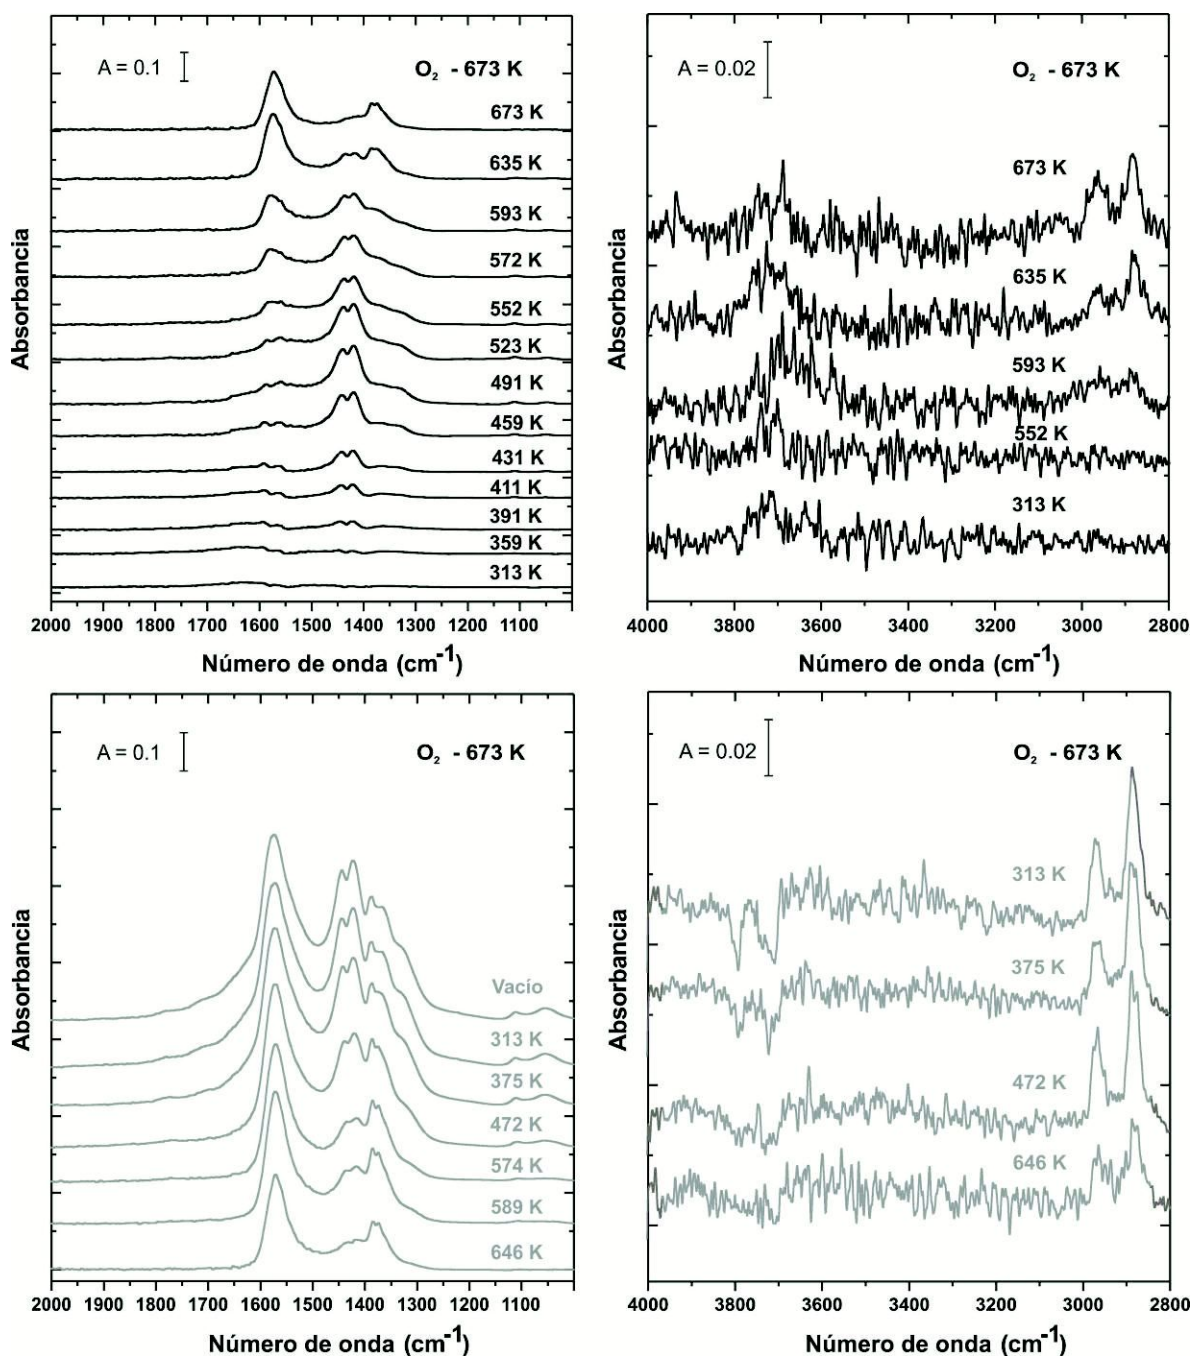 A = 0.1
O₂ - 673 K
673 K
635 K
593 K
572 K
552 K
523 K
491 K
459 K
431 K
411 K
391 K
359 K
313 K
Absorbancia
2000 1900 1800 1700 1600 1500 1400 1300 1200 1100
Número de onda (cm⁻¹)
A = 0.02
O₂ - 673 K
673 K
635 K
593 K
552 K
313 K
Absorbancia
4000 3800 3600 3400 3200 3000 2800
Número de onda (cm⁻¹)
A = 0.1
O₂ - 673 K
Vacío
313 K
375 K
472 K
574 K
589 K
646 K
Absorbancia
2000 1900 1800 1700 1600 1500 1400 1300 1200 1100
Número de onda (cm⁻¹)
A = 0.02
O₂ - 673 K
313 K
375 K
472 K
646 K
Absorbancia
4000 3800 3600 3400 3200 3000 2800
Número de onda (cm⁻¹)